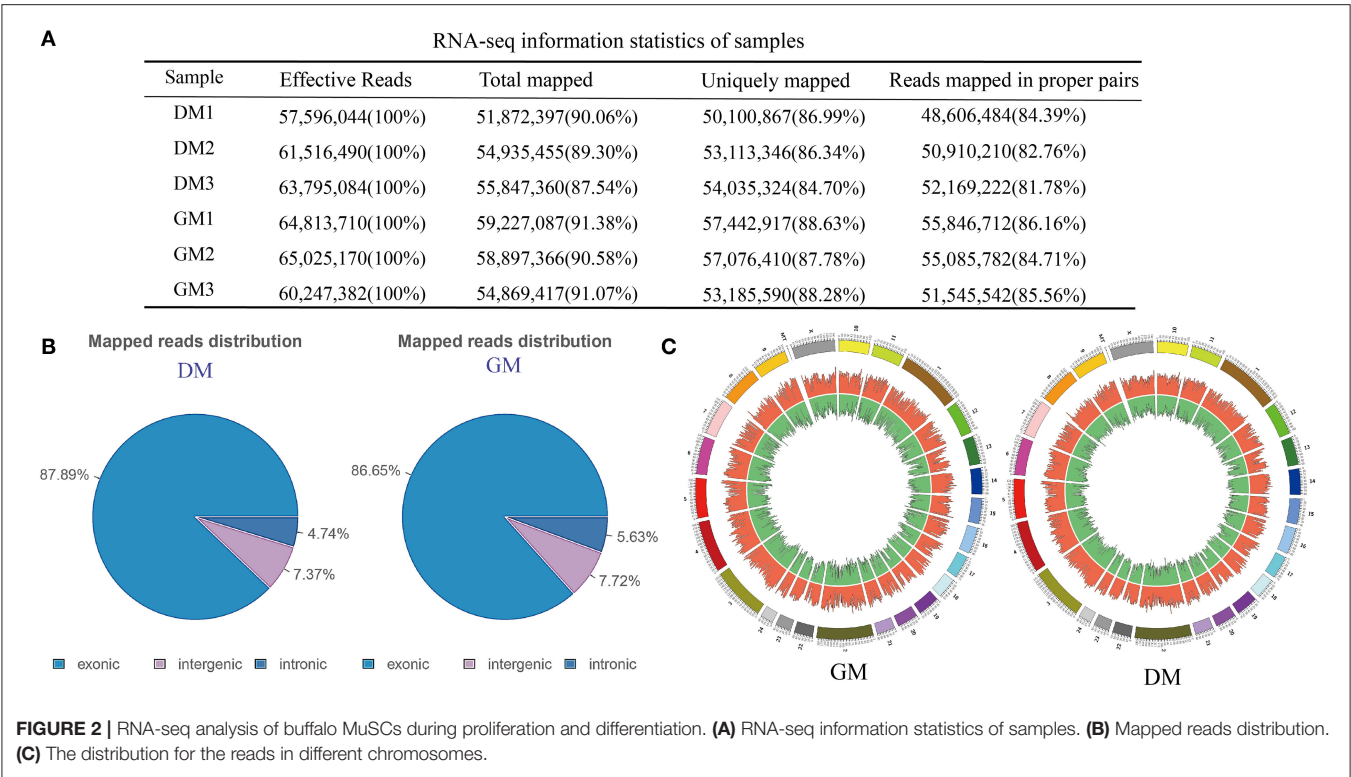 A
RNA-seq information statistics of samples
Sample Effective Reads Total mapped Uniquely mapped Reads mapped in proper pairs
DM1 57,596,044(100%) 51,872,397(90.06%) 50,100,867(86.99%) 48,606,484(84.39%)
DM2 61,516,490(100%) 54,935,455(89.30%) 53,113,346(86.34%) 50,910,210(82.76%)
DM3 63,795,084(100%) 55,847,360(87.54%) 54,035,324(84.70%) 52,169,222(81.78%)
GM1 64,813,710(100%) 59,227,087(91.38%) 57,442,917(88.63%) 55,846,712(86.16%)
GM2 65,025,170(100%) 58,897,366(90.58%) 57,076,410(87.78%) 55,085,782(84.71%)
GM3 60,247,382(100%) 54,869,417(91.07%) 53,185,590(88.28%) 51,545,542(85.56%)
B
Mapped reads distribution
DM
87.89%
4.74%
7.37%
exonic intergenic intronic
Mapped reads distribution
GM
86.65%
5.63%
7.72%
exonic intergenic intronic
C
GM
DM
FIGURE 2 | RNA-seq analysis of buffalo MuSCs during proliferation and differentiation. (A) RNA-seq information statistics of samples. (B) Mapped reads distribution.
(C) The distribution for the reads in different chromosomes.